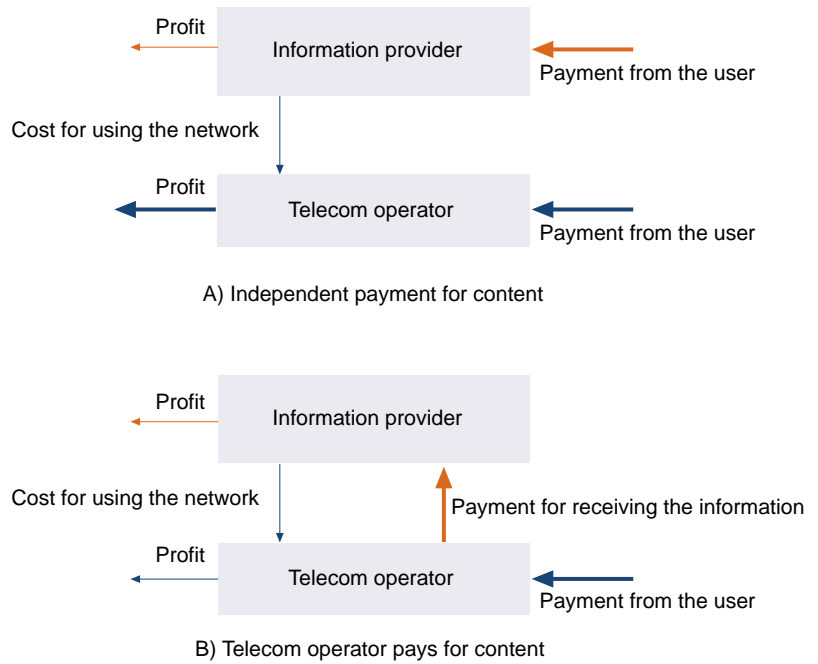 Profit
Information provider
Payment from the user
Cost for using the network
Profit
Telecom operator
Payment from the user
A) Independent payment for content
Profit
Information provider
Cost for using the network
Payment for receiving the information
Profit
Telecom operator
Payment from the user
B) Telecom operator pays for content